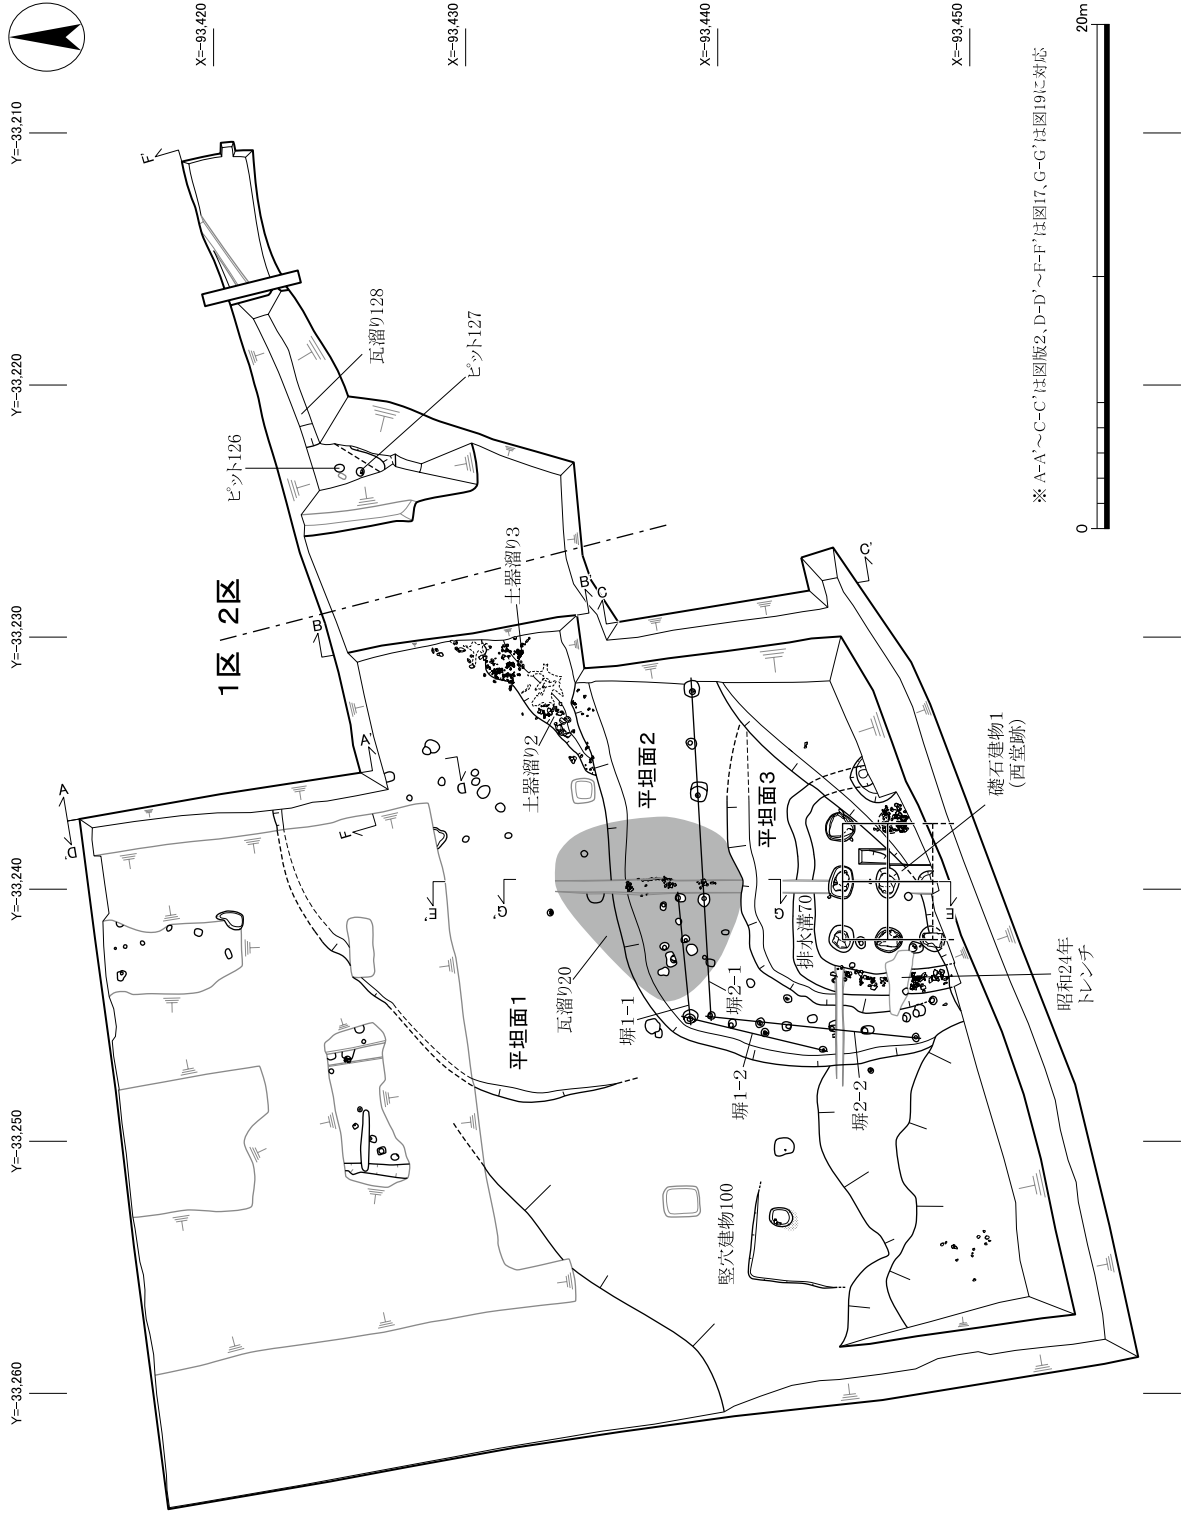 X=-93,420
X=-93,430
X=-93,440
X=-93,450
Y=-33,210
Y=-33,220
Y=-33,230
Y=-33,240
Y=-33,250
Y=-33,260
20m
0
※ A-A'～C-C'は図版2、D-D'～F-F'は図17、G-G'は図19に対応
F'
瓦溜り128
ピット127
ピット126
1区 2区
B
B'
C
C'
土器溜り3
土器溜り2
A
A'
D'
F
E'
G'
G
E
平坦面1
平坦面2
平坦面3
瓦溜り20
塀1-1
塀2-1
塀1-2
塀2-2
排水溝70
礎石建物1
(西堂跡)
昭和24年
トレンチ
竪穴建物100